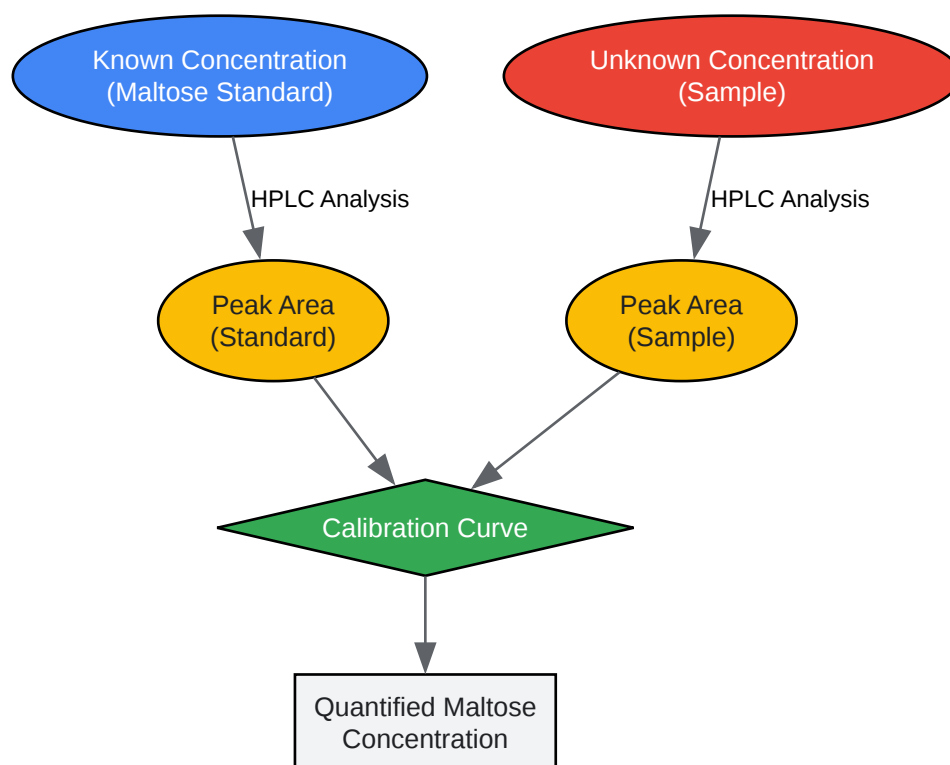 Known Concentration
(Maltose Standard)
Unknown Concentration
(Sample)
HPLC Analysis
HPLC Analysis
Peak Area
(Standard)
Peak Area
(Sample)
Calibration Curve
Quantified Maltose
Concentration